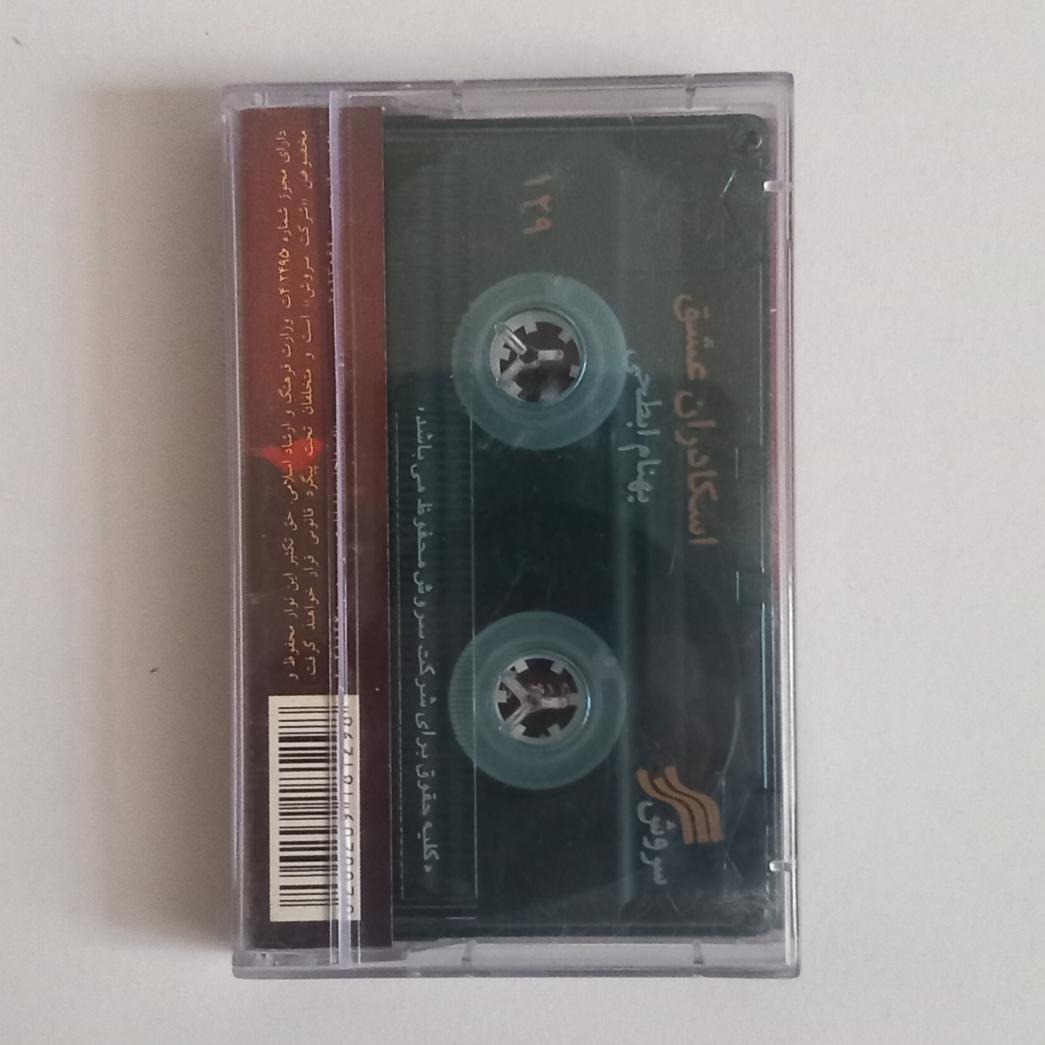 اسکادران عشق
بهنام ابطحی
۱۲۹
سروش
«کلیه حقوق برای شرکت سروش محفوظ می‌باشد.
دارای مجوز شماره ۴۰۳۴۹۵ت وزارت فرهنگ و ارشاد اسلامی حق تکثیر این نوار محفوظ و
مخصوص «شرکت سروش» است و متخلفان تحت پیگرد قانونی قرار خواهند گرفت